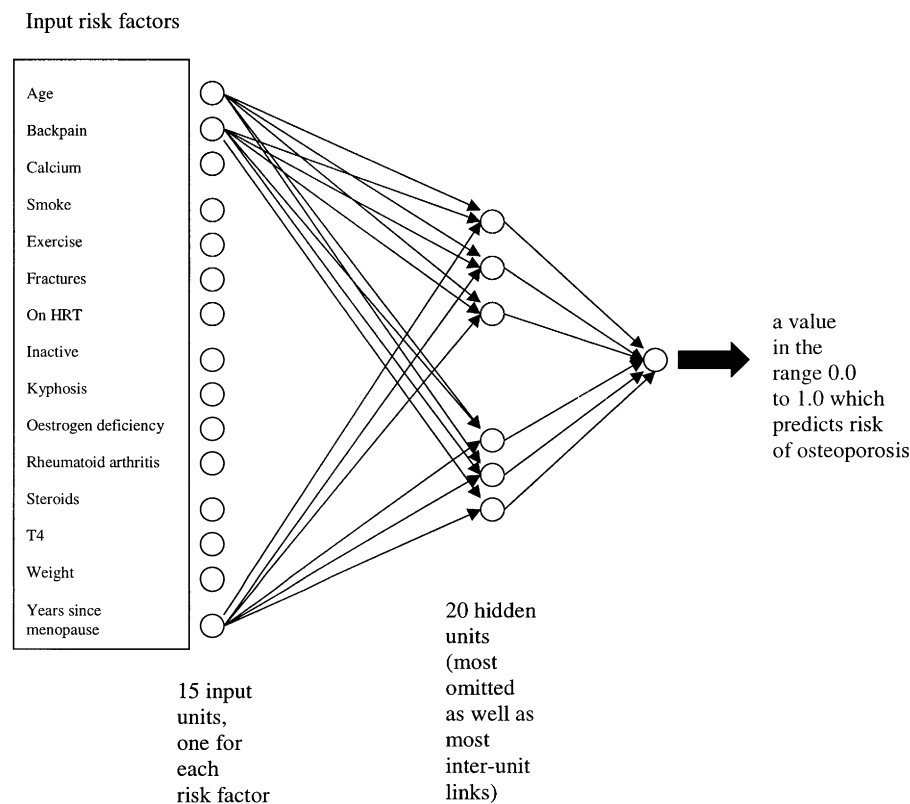 Input risk factors
Age
Backpain
Calcium
Smoke
Exercise
Fractures
On HRT
Inactive
Kyphosis
Oestrogen deficiency
Rheumatoid arthritis
Steroids
T4
Weight
Years since
menopause
15 input
units,
one for
each
risk factor
20 hidden
units
(most
omitted
as well as
most
inter-unit
links)
a value
in the
range 0.0
to 1.0 which
predicts risk
of osteoporosis